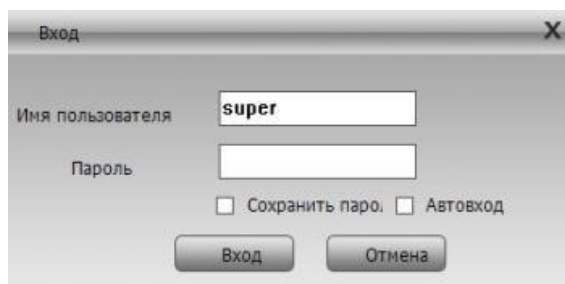 Вход X
Имя пользователя super
Пароль
Сохранить паро. Автовход
Вход Отмена